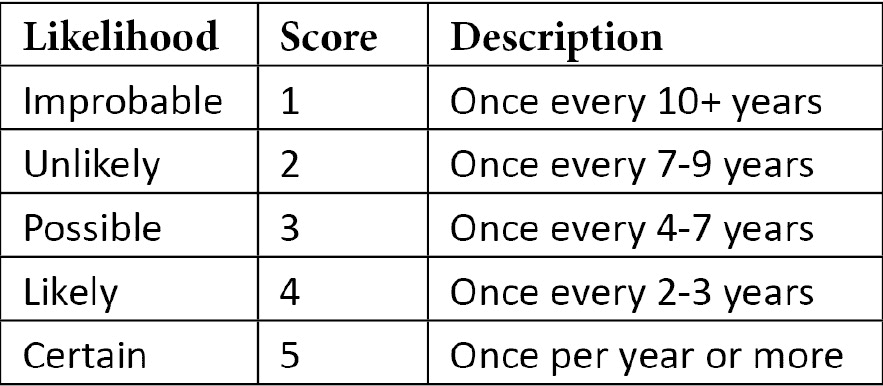 Likelihood Score Description
Improbable 1 Once every 10+ years
Unlikely 2 Once every 7-9 years
Possible 3 Once every 4-7 years
Likely 4 Once every 2-3 years
Certain 5 Once per year or more